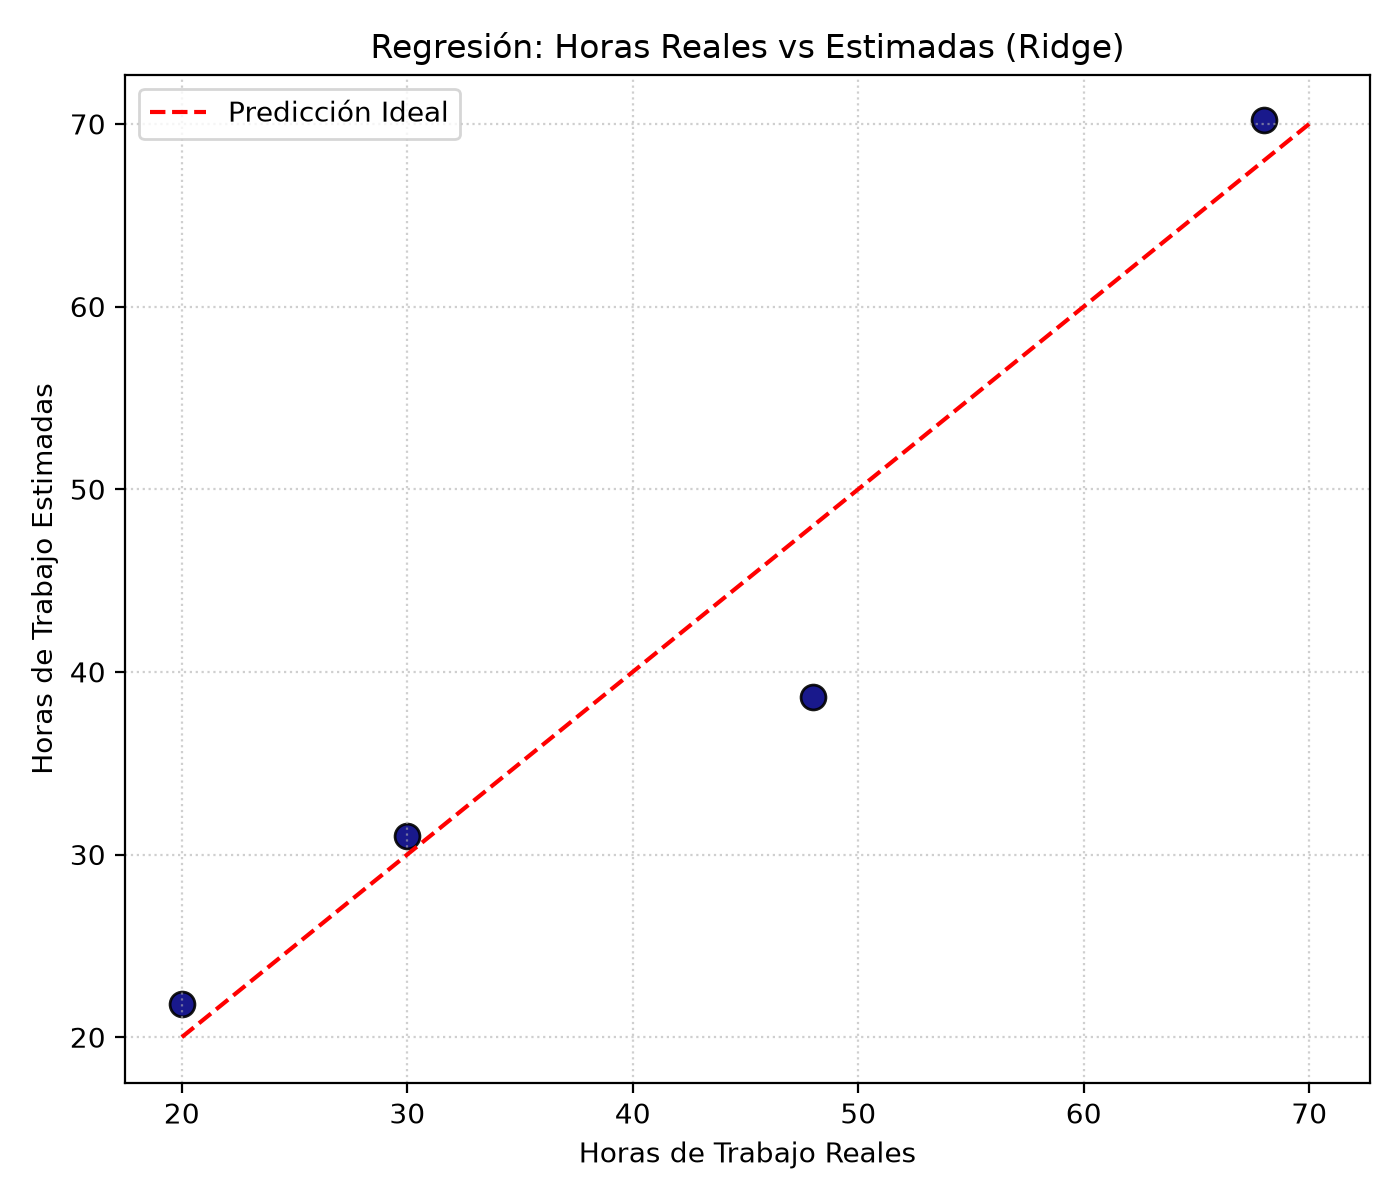 Regresión: Horas Reales vs Estimadas (Ridge)
Predicción Ideal
70
60
50
40
30
20
Horas de Trabajo Estimadas
20 30 40 50 60 70
Horas de Trabajo Reales